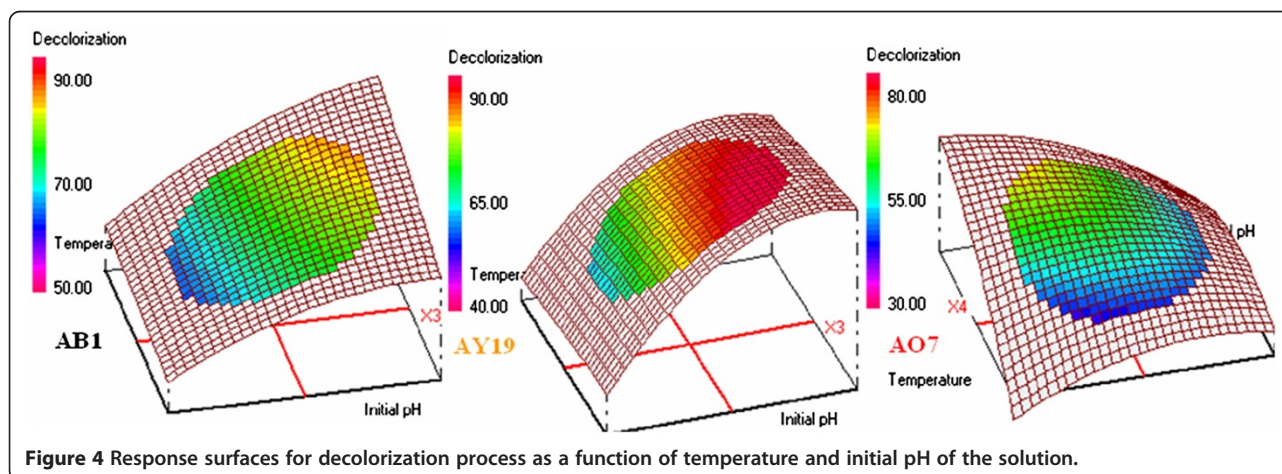 Decolorization
90.00
70.00
Tempera
50.00
AB1
X3
Initial pH
Decolorization
90.00
65.00
Tempera
40.00
AY19
X3
Initial pH
Decolorization
80.00
55.00
l pH
30.00
X4
AO7
Temperature
Figure 4 Response surfaces for decolorization process as a function of temperature and initial pH of the solution.